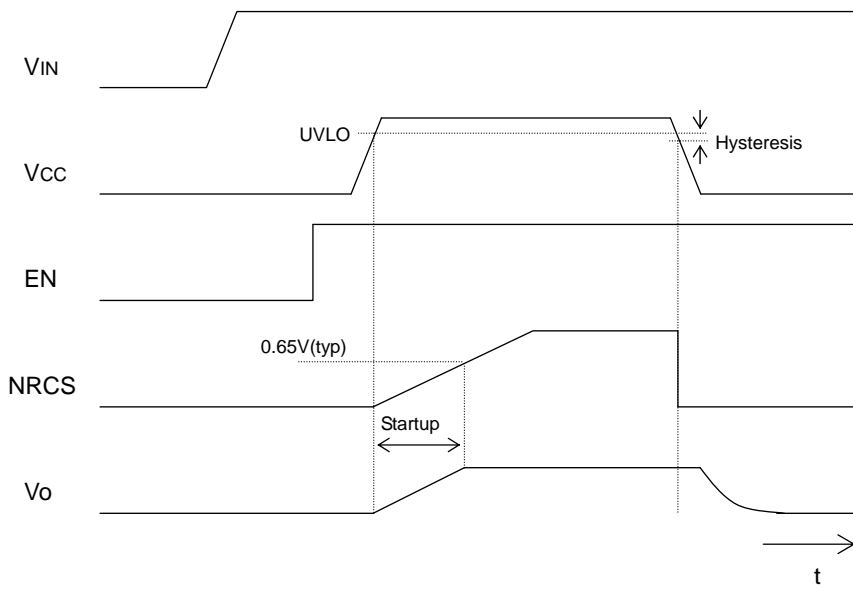 VIN
UVLO
Hysteresis
VCC
EN
0.65V(typ)
NRCS
Startup
Vo
t